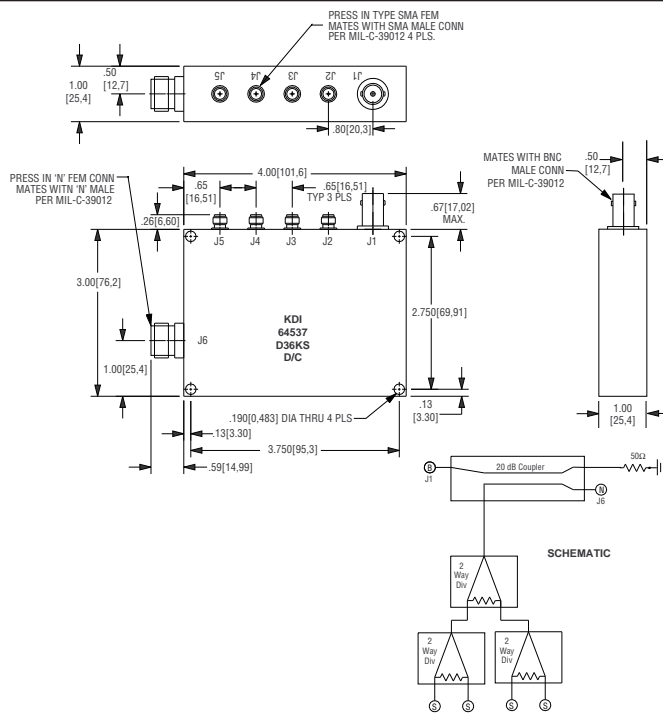 PRESS IN TYPE SMA FEM
MATES WITH SMA MALE CONN
PER MIL-C-39012 4 PLS.
.50
[12,7]
1.00
[25,4]
J5
J4
J3
J2
J1
.80[20,3]
4.00[101,6]
PRESS IN 'N' FEM CONN
MATES WITN 'N' MALE
PER MIL-C-39012
.65
[16,51]
.65[16,51]
TYP 3 PLS
.26[6,60]
.67[17,02]
MAX.
MATES WITH BNC
MALE CONN
PER MIL-C-39012
.50
[12,7]
J5
J4
J3
J2
J1
3.00[76,2]
KDI
64537
D36KS
D/C
2.750[69,91]
J6
1.00[25,4]
.190[0,483] DIA THRU 4 PLS
.13
[3.30]
.13[3.30]
3.750[95,3]
.59[14,99]
1.00
[25,4]
B
J1
20 dB Coupler
50Ω
N
J6
SCHEMATIC
2
Way
Div
2
Way
Div
2
Way
Div
S
S
S
S